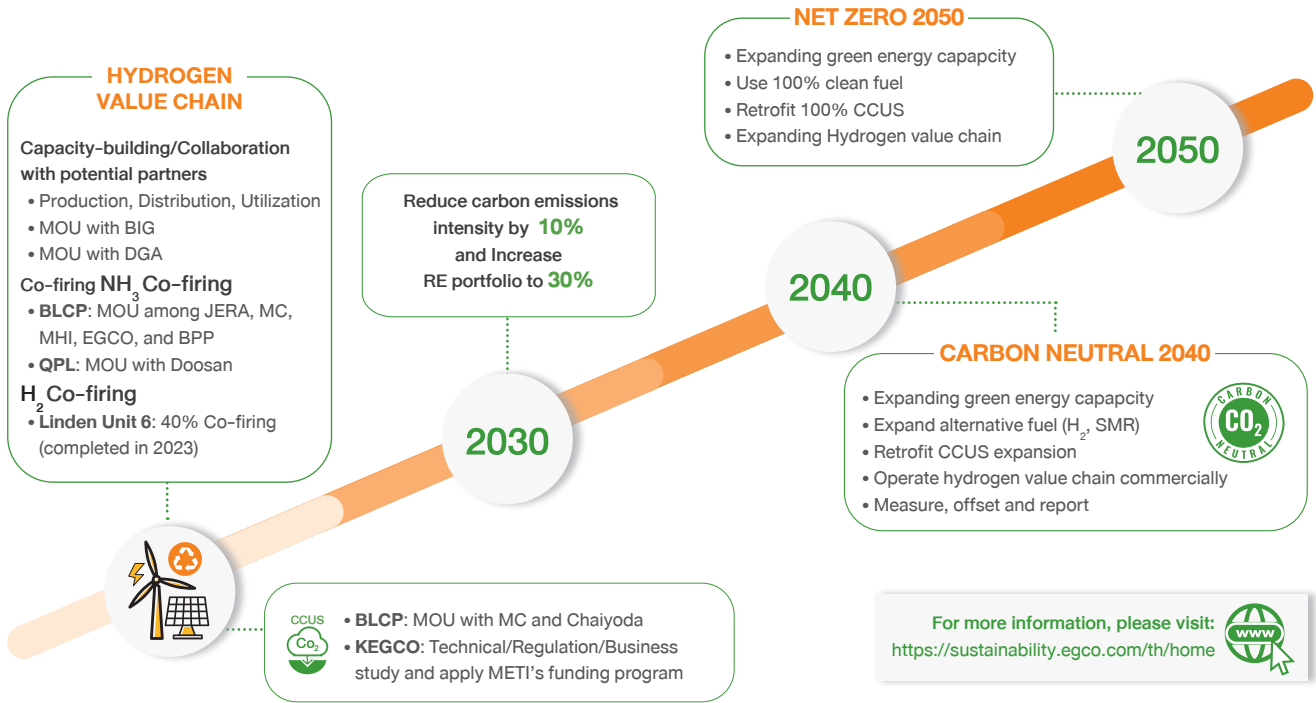 HYDROGEN
VALUE CHAIN
Capacity-building/Collaboration
with potential partners
• Production, Distribution, Utilization
• MOU with BIG
• MOU with DGA
Co-firing NH3 Co-firing
• BLCP: MOU among JERA, MC,
MHI, EGCO, and BPP
• QPL: MOU with Doosan
H2 Co-firing
• Linden Unit 6: 40% Co-firing
(completed in 2023)
CCUS
Co2
• BLCP: MOU with MC and Chaiyoda
• KEGCO: Technical/Regulation/Business
study and apply METI's funding program
Reduce carbon emissions
intensity by 10%
and Increase
RE portfolio to 30%
2030
2040
CARBON NEUTRAL 2040
• Expanding green energy capapcity
• Expand alternative fuel (H2, SMR)
• Retrofit CCUS expansion
• Operate hydrogen value chain commercially
• Measure, offset and report
CARBON
CO2
NEUTRAL
NET ZERO 2050
• Expanding green energy capapcity
• Use 100% clean fuel
• Retrofit 100% CCUS
• Expanding Hydrogen value chain
2050
For more information, please visit:
https://sustainability.egco.com/th/home
www